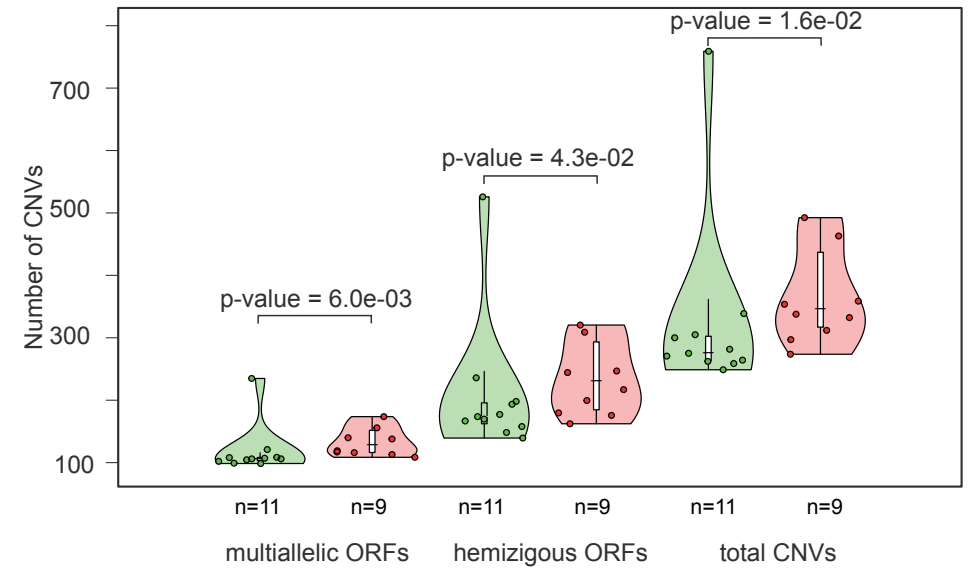 p-value = 1.6e-02
700
p-value = 4.3e-02
500
Number of CNVs
p-value = 6.0e-03
300
100
n=11 n=9 n=11 n=9 n=11 n=9
multiallelic ORFs hemizigous ORFs total CNVs